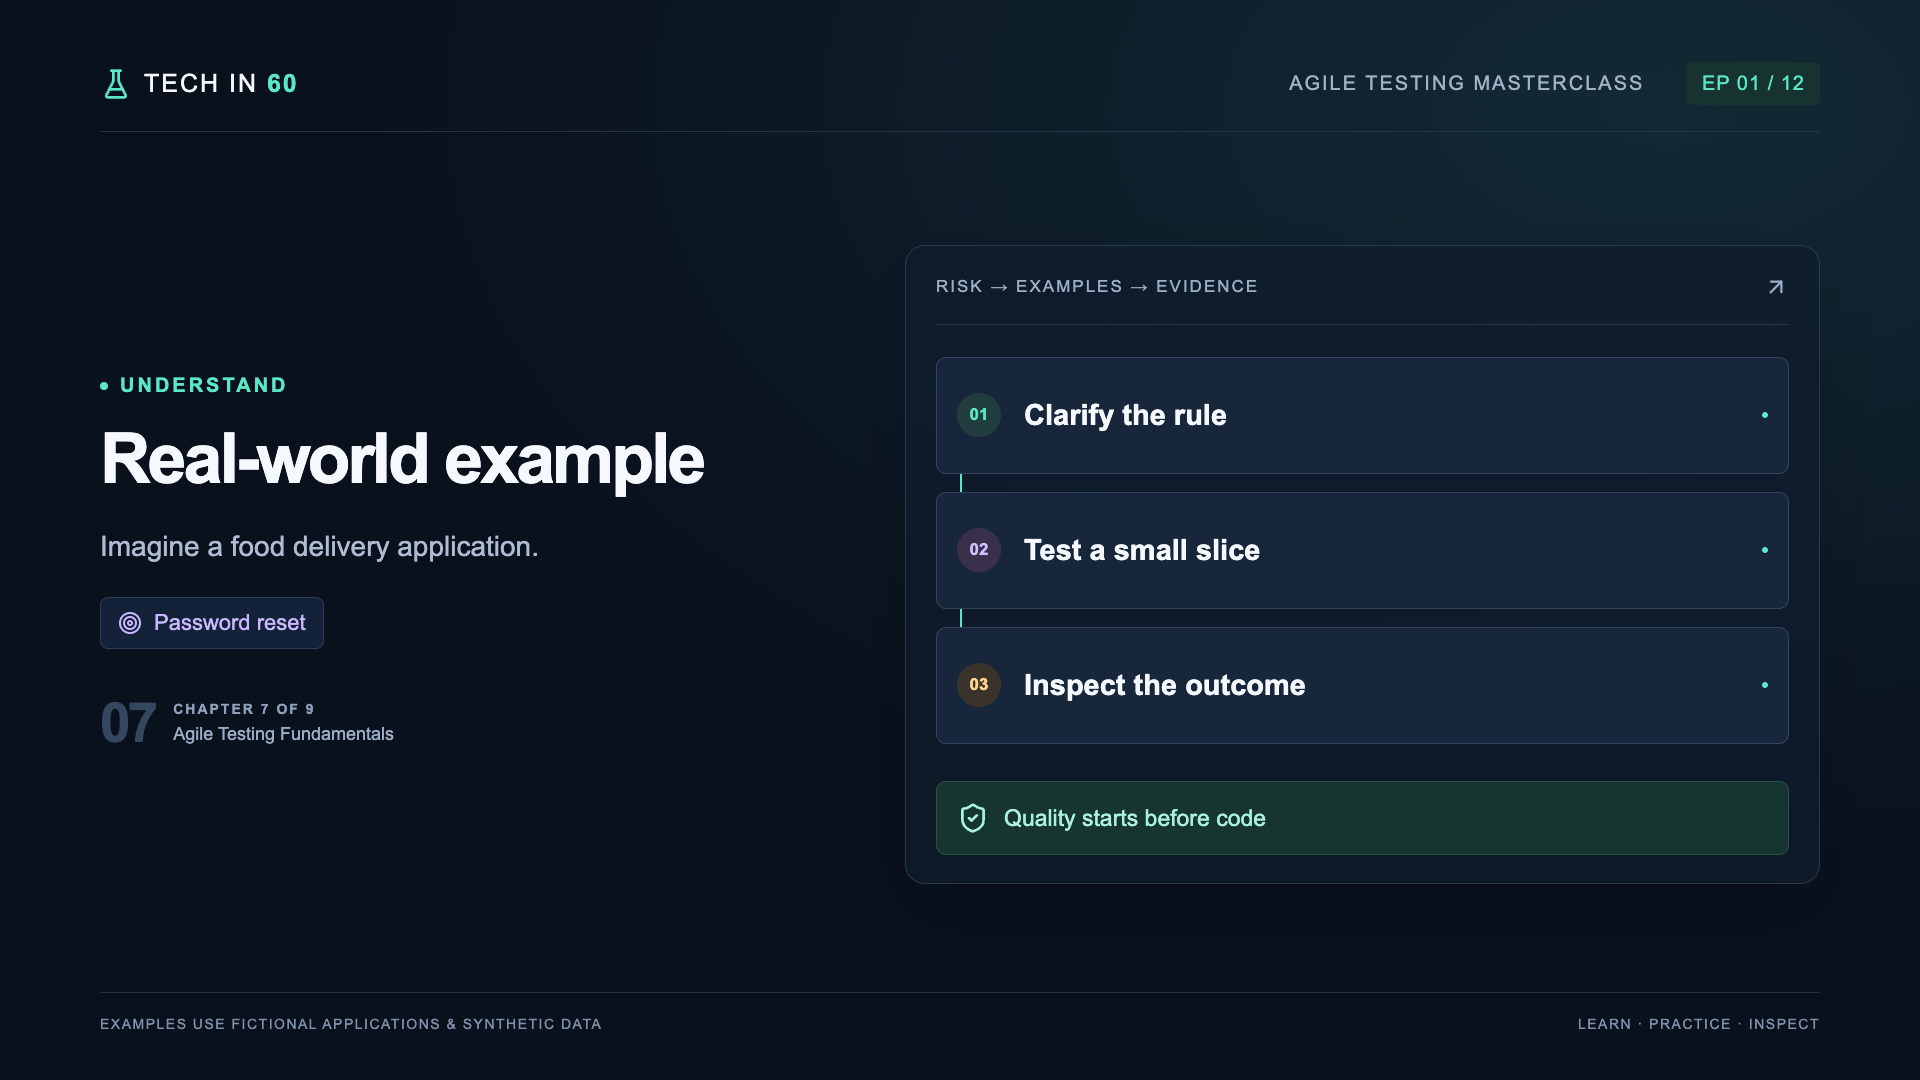 TECH IN 60
AGILE TESTING MASTERCLASS
EP 01 / 12
UNDERSTAND
Real-world example
Imagine a food delivery application.
Password reset
07
CHAPTER 7 OF 9
Agile Testing Fundamentals
RISK → EXAMPLES → EVIDENCE
01
Clarify the rule
02
Test a small slice
03
Inspect the outcome
Quality starts before code
EXAMPLES USE FICTIONAL APPLICATIONS & SYNTHETIC DATA
LEARN · PRACTICE · INSPECT